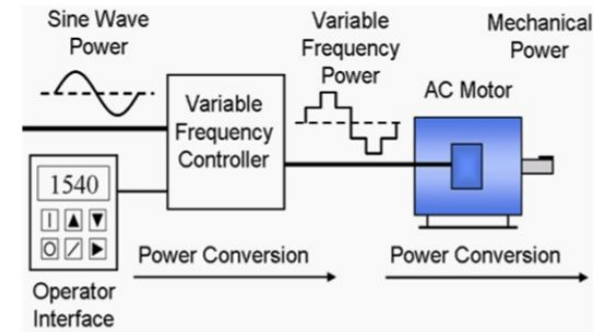 Sine Wave
Power
Variable
Frequency
Power
Mechanical
Power
AC Motor
Variable
Frequency
Controller
1540
Power Conversion
Power Conversion
Operator
Interface